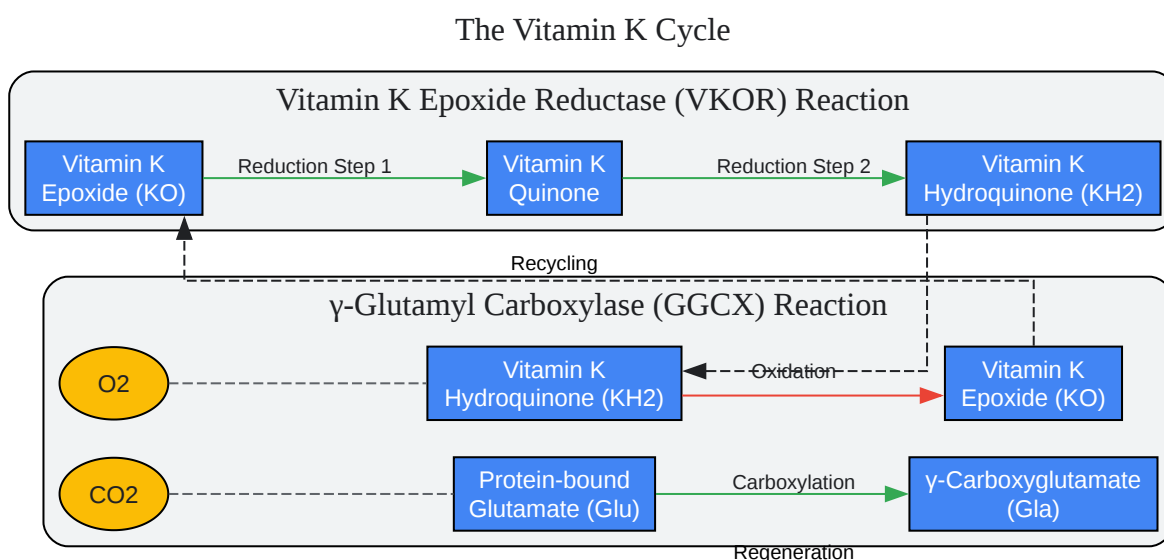 The Vitamin K Cycle
Vitamin K Epoxide Reductase (VKOR) Reaction
Vitamin K
Epoxide (KO)
Reduction Step 1
Vitamin K
Quinone
Reduction Step 2
Vitamin K
Hydroquinone (KH2)
Recycling
γ-Glutamyl Carboxylase (GGCX) Reaction
O2
Vitamin K
Hydroquinone (KH2)
Oxidation
Vitamin K
Epoxide (KO)
CO2
Protein-bound
Glutamate (Glu)
Carboxylation
γ-Carboxyglutamate
(Gla)
Regeneration